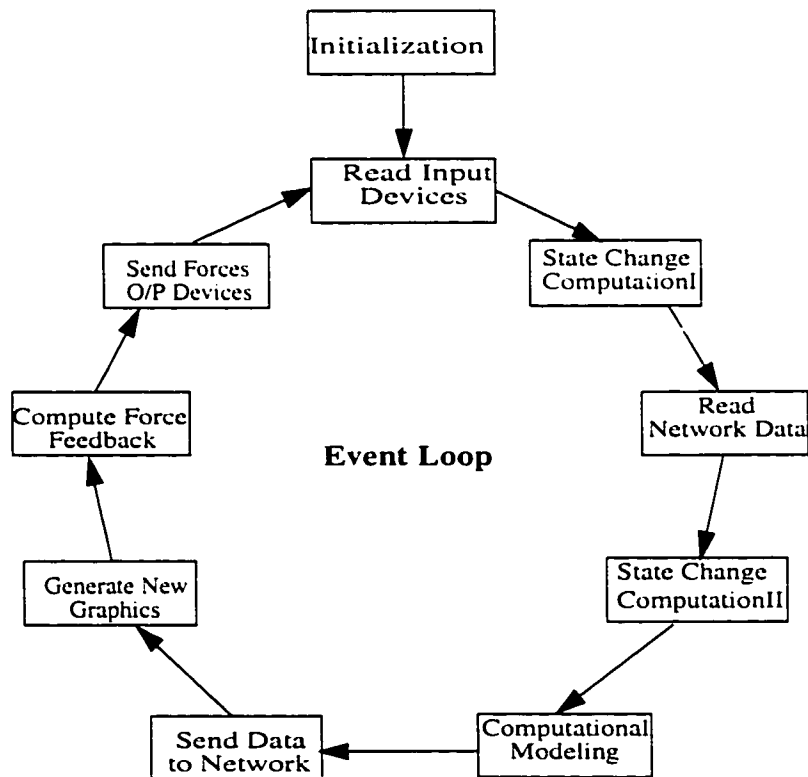 Initialization
Read Input
Devices
State Change
ComputationI
Read
Network Data
State Change
ComputationII
Computational
Modeling
Send Data
to Network
Generate New
Graphics
Compute Force
Feedback
Send Forces
O/P Devices
Event Loop